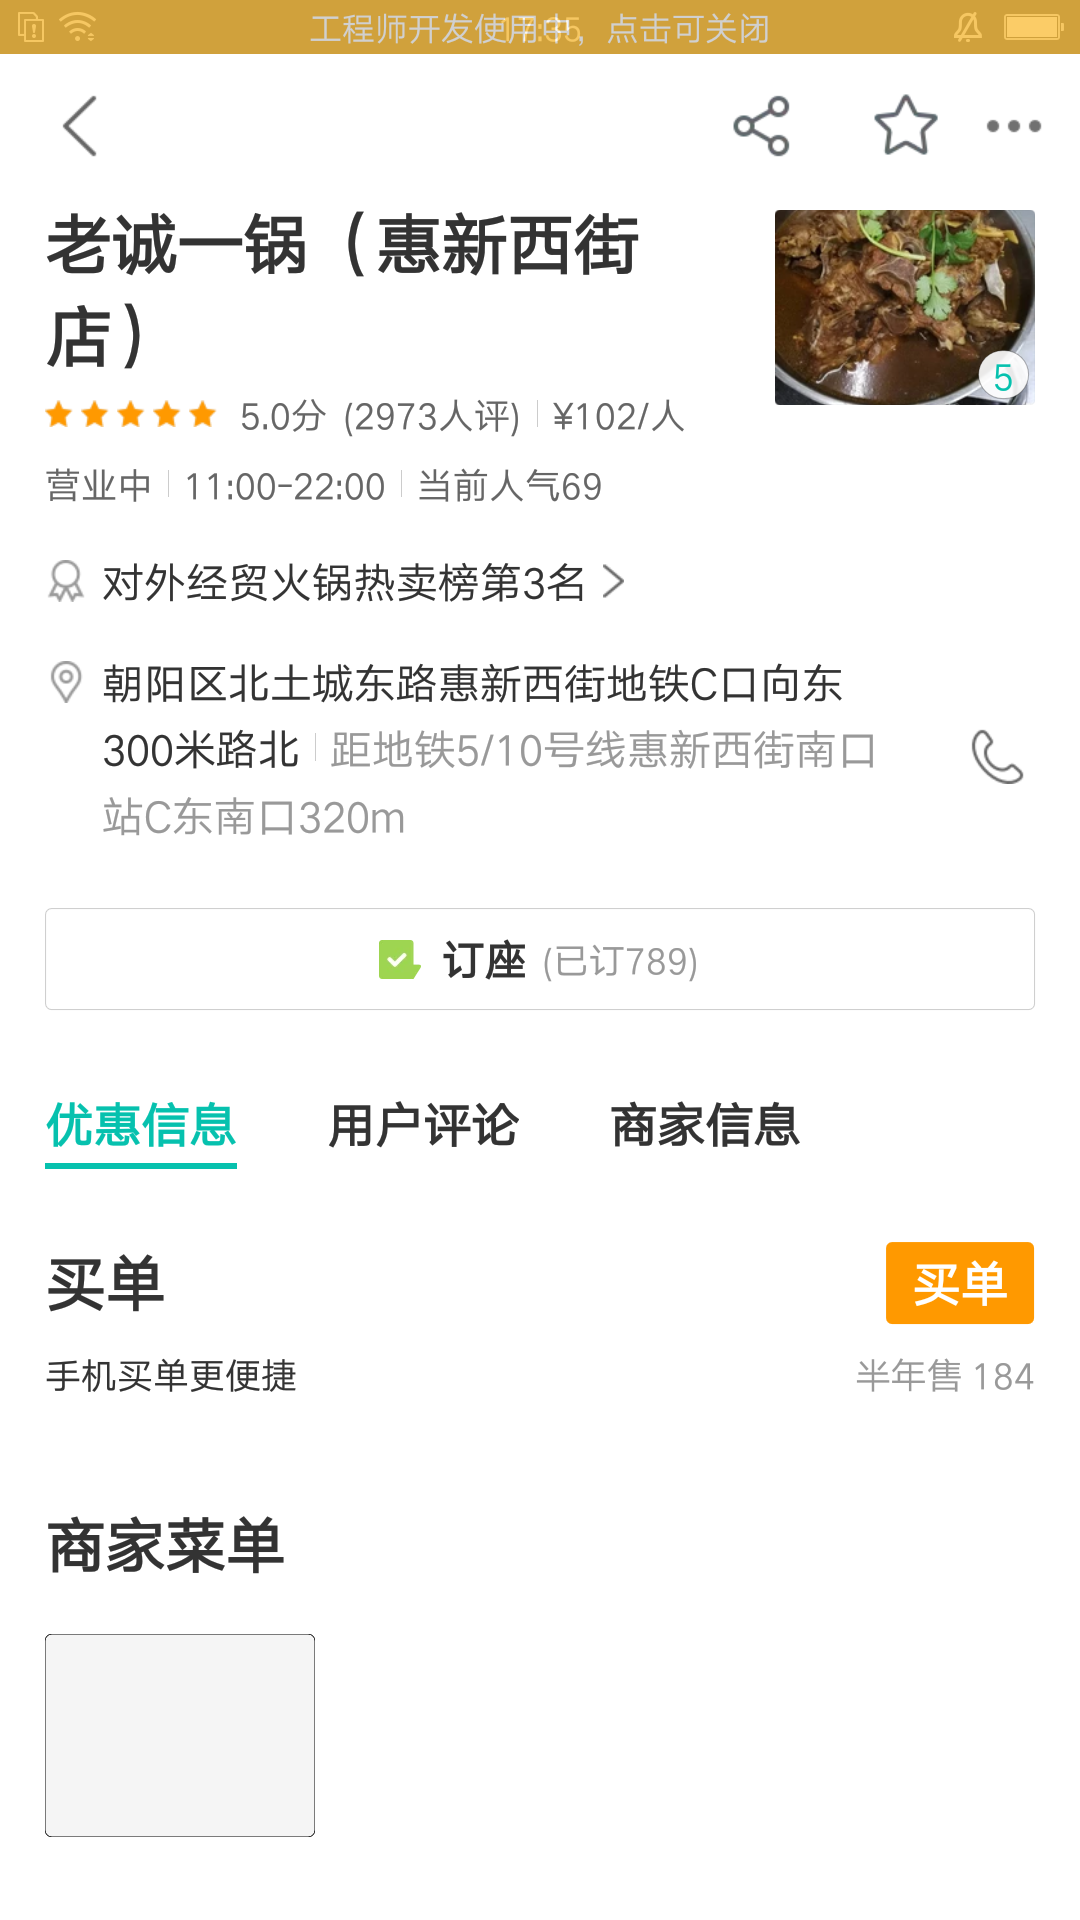 工程师开发使用中，点击可关闭
17:35
老诚一锅（惠新西街
店）
5
5.0分 (2973人评) ¥102/人
营业中 11:00-22:00 当前人气69
对外经贸火锅热卖榜第3名
朝阳区北土城东路惠新西街地铁C口向东
300米路北 距地铁5/10号线惠新西街南口
站C东南口320m
订座 (已订789)
优惠信息 用户评论 商家信息
买单 买单
手机买单更便捷 半年售 184
商家菜单